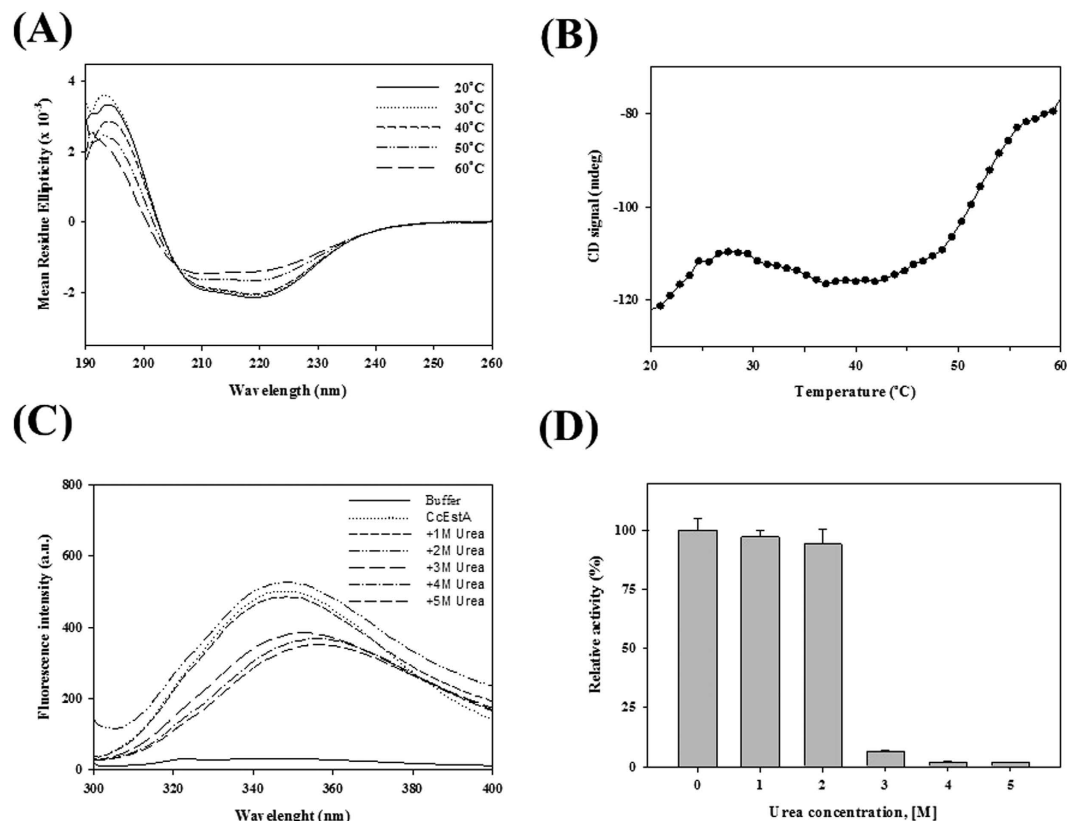 (A)
Mean Residue Ellipticity (x 10-3)
4
2
0
-2
190 200 210 220 230 240 250 260
Wavelength (nm)
20°C
30°C
40°C
50°C
60°C
(B)
CD signal (mdeg)
-80
-100
-120
20 30 40 50 60
Temperature (°C)
(C)
Fluorescence intensity (a.u.)
800
600
400
200
0
300 320 340 360 380 400
Wavelenght (nm)
Buffer
CcEstA
+1M Urea
+2M Urea
+3M Urea
+4M Urea
+5M Urea
(D)
Relative activity (%)
100
75
50
25
0
0 1 2 3 4 5
Urea concentration, [M]